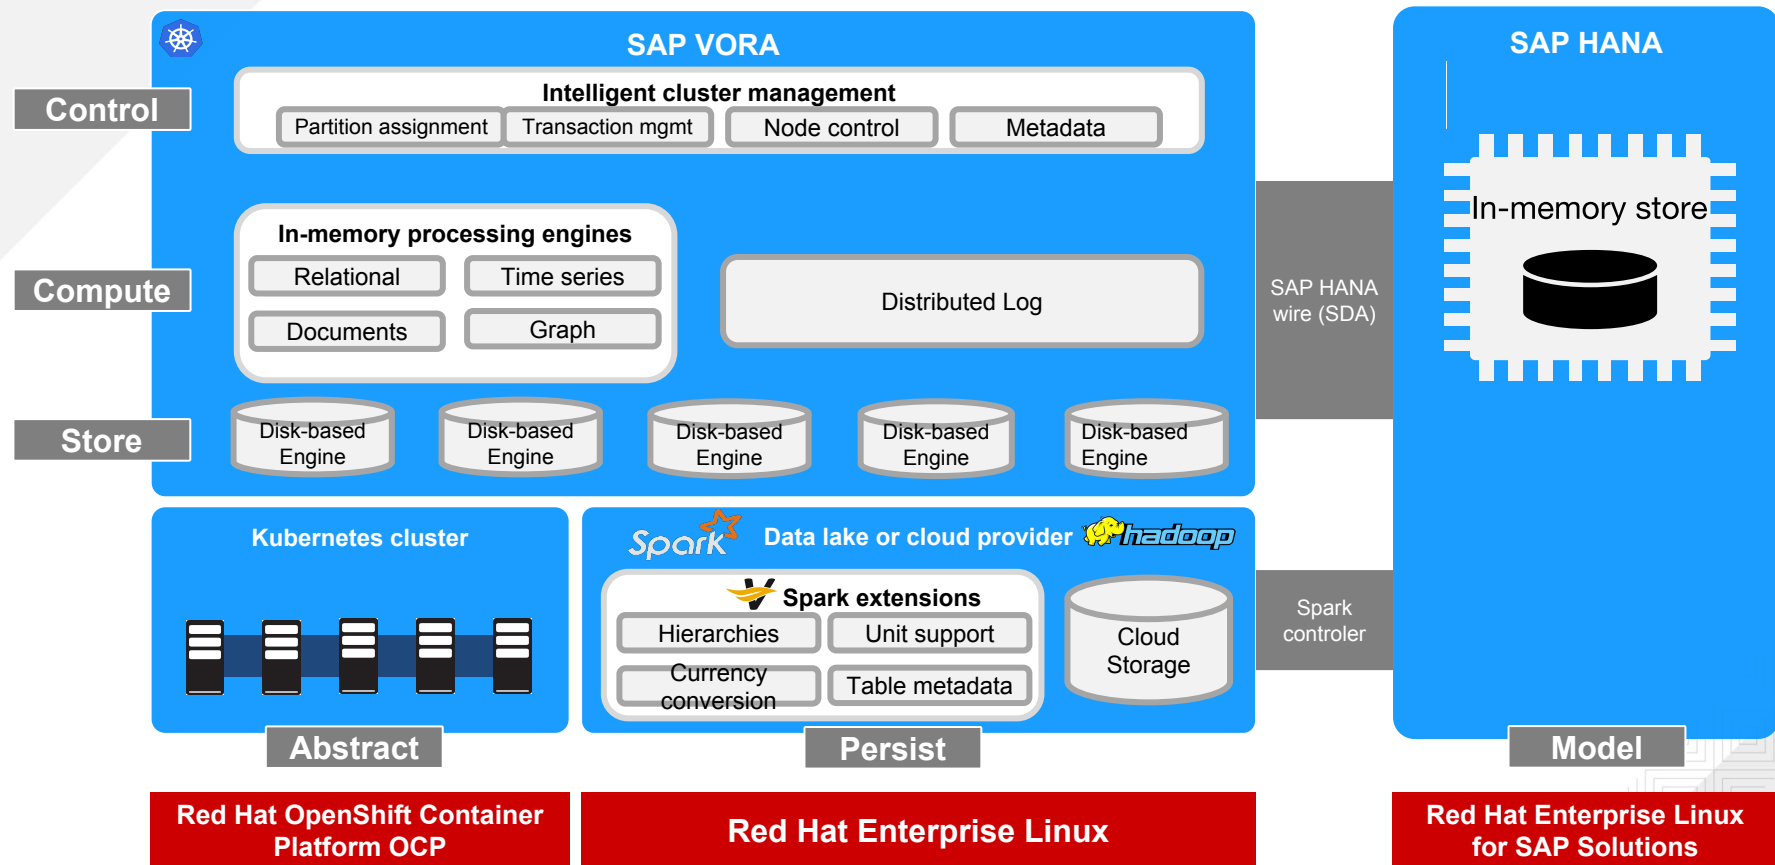 SAP VORA
SAP HANA
Control
Intelligent cluster management
Partition assignment
Transaction mgmt
Node control
Metadata
In-memory store
Compute
In-memory processing engines
Relational
Time series
Documents
Graph
Distributed Log
SAP HANA
wire (SDA)
Store
Disk-based
Engine
Disk-based
Engine
Disk-based
Engine
Disk-based
Engine
Disk-based
Engine
Kubernetes cluster
Spark
Data lake or cloud provider
hadoop
Spark extensions
Hierarchies
Unit support
Currency
conversion
Table metadata
Cloud
Storage
Spark
controler
Abstract
Persist
Model
Red Hat OpenShift Container
Platform OCP
Red Hat Enterprise Linux
Red Hat Enterprise Linux
for SAP Solutions